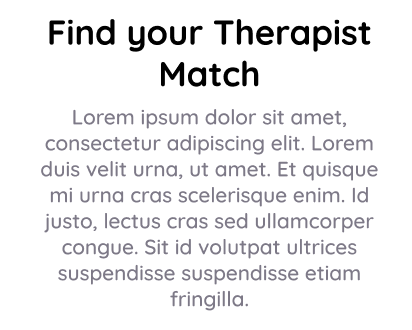 Find your Therapist
Match
Lorem ipsum dolor sit amet,
consectetur adipiscing elit. Lorem
duis velit urna, ut amet. Et quisque
mi urna cras scelerisque enim. Id
justo, lectus cras sed ullamcorper
congue. Sit id volutpat ultrices
suspendisse suspendisse etiam
fringilla.